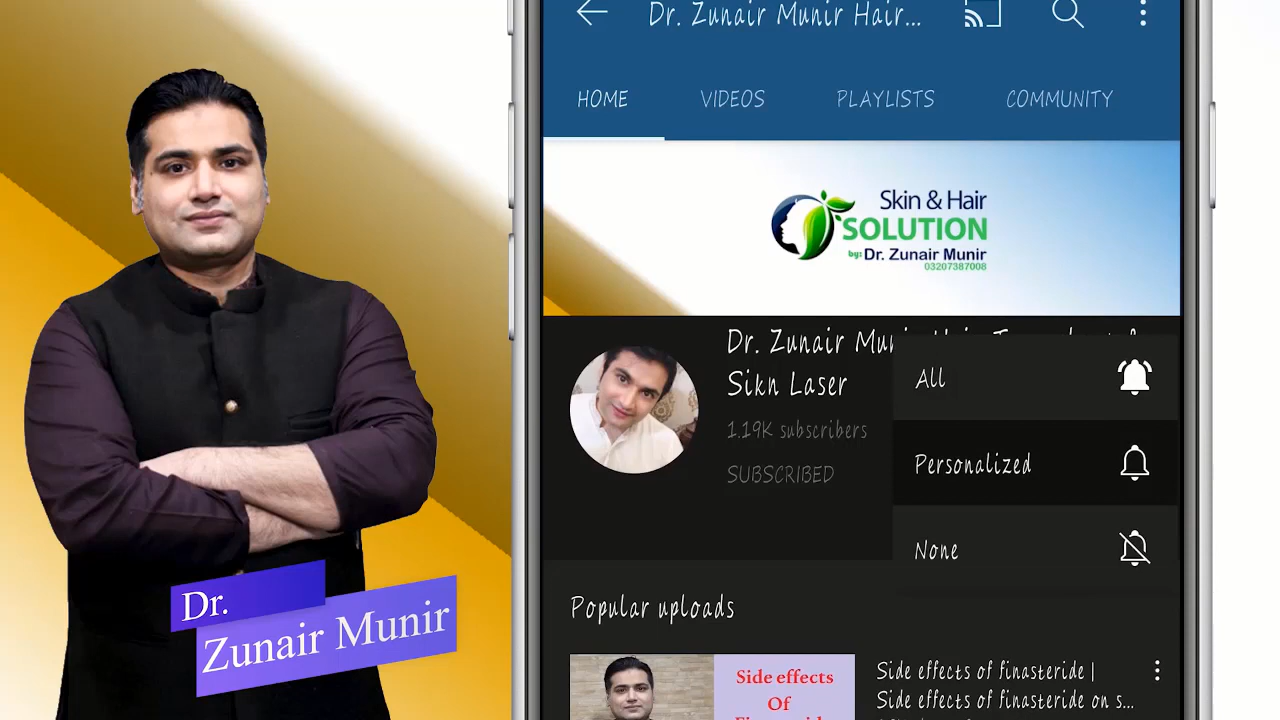 Dr. Zunair Munir Hair...
HOME
VIDEOS
PLAYLISTS
COMMUNITY
Skin & Hair
SOLUTION
by: Dr. Zunair Munir
03207387008
Dr. Zunair
Sikn Laser
1.19K subscribers
SUBSCRIBED
All
Personalized
None
Popular uploads
Side effects
Of
Side effects of finasteride |
Side effects of finasteride on s...
Dr.
Zunair Munir